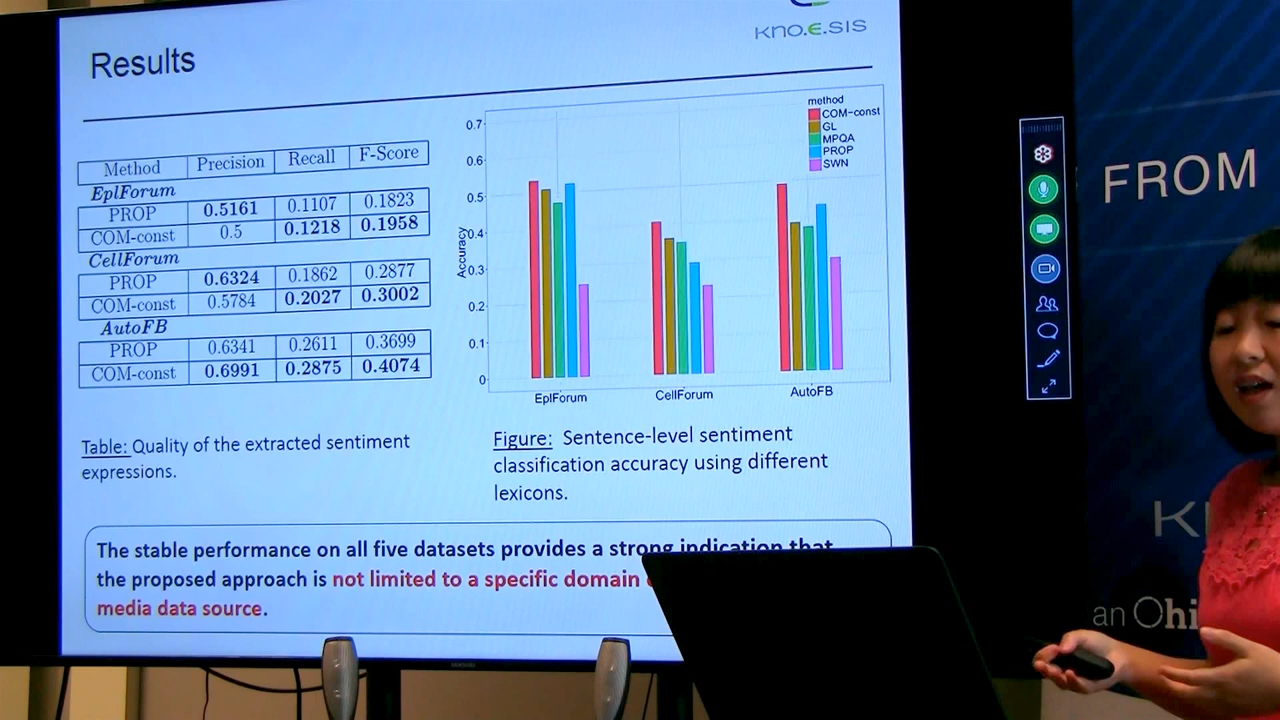 kno.e.sis
Results
Method Precision Recall F-Score
EplForum
PROP 0.5161 0.1107 0.1823
COM-const 0.5 0.1218 0.1958
CellForum
PROP 0.6324 0.1862 0.2877
COM-const 0.5784 0.2027 0.3002
AutoFB
PROP 0.6341 0.2611 0.3699
COM-const 0.6991 0.2875 0.4074
Table: Quality of the extracted sentiment
expressions.
method
COM-const
GL
MPQA
PROP
SWN
0.7
0.6
0.5
0.4
0.3
0.2
0.1
0
Accuracy
EplForum CellForum AutoFB
Figure: Sentence-level sentiment
classification accuracy using different
lexicons.
The stable performance on all five datasets provides a strong indication that
the proposed approach is not limited to a specific domain
media data source.
FROM
an Ohi